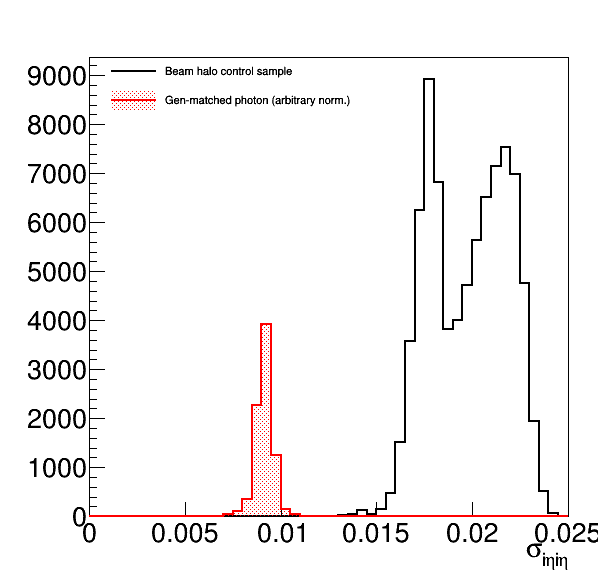 9000
Beam halo control sample
Gen-matched photon (arbitrary norm.)
8000
7000
6000
5000
4000
3000
2000
1000
0
0 0.005 0.01 0.015 0.02 0.025
σiηiη